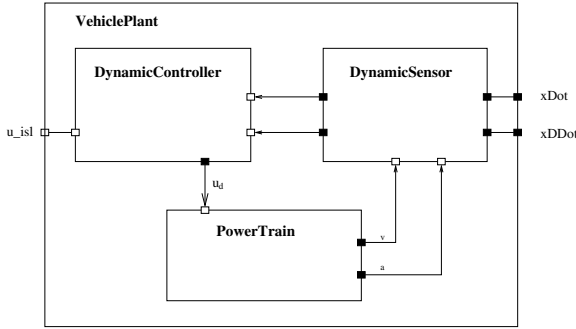 VehiclePlant
DynamicController
DynamicSensor
xDot
u_isl
xDDot
u_d
PowerTrain
v
a